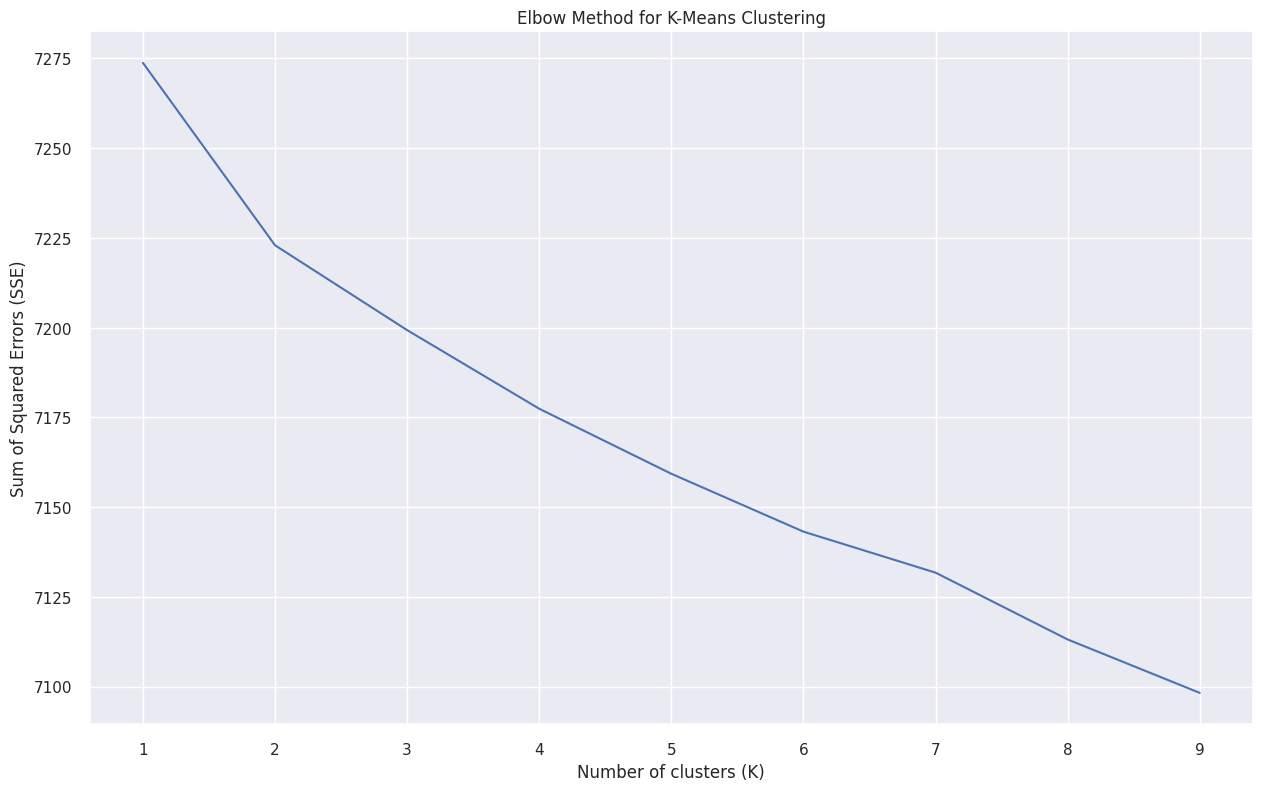 Elbow Method for K-Means Clustering
7275
7250
7225
7200
7175
7150
7125
7100
Sum of Squared Errors (SSE)
1 2 3 4 5 6 7 8 9
Number of clusters (K)